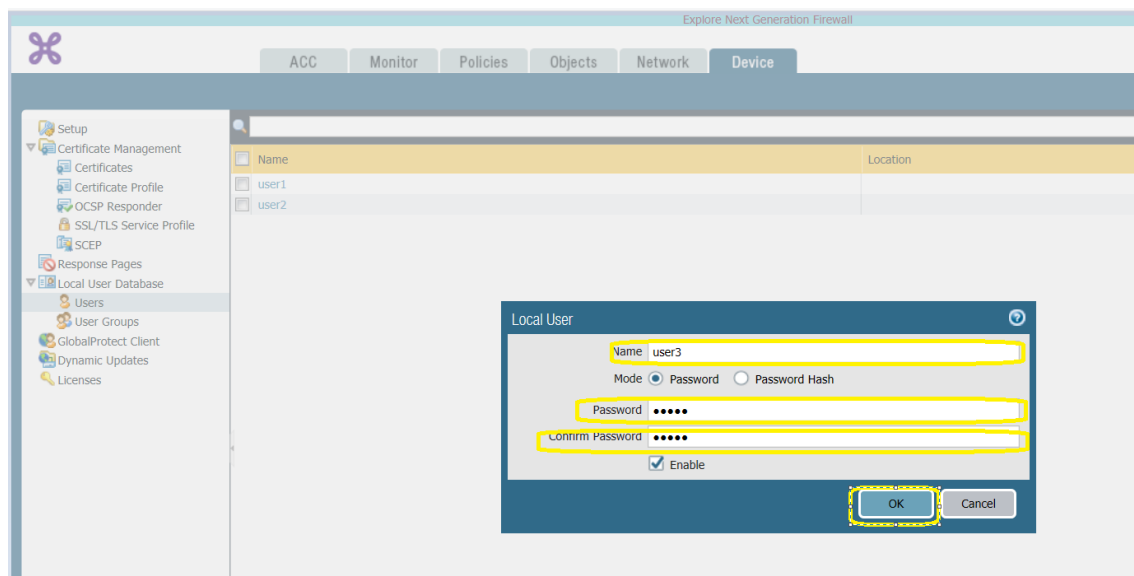 Explore Next Generation Firewall
ACC Monitor Policies Objects Network Device
Setup
Certificate Management
Certificates
Certificate Profile
OCSP Responder
SSL/TLS Service Profile
SCEP
Response Pages
Local User Database
Users
User Groups
GlobalProtect Client
Dynamic Updates
Licenses
Name Location
user1
user2
Local User
Name user3
Mode Password Password Hash
Password •••••
Confirm Password •••••
Enable
OK Cancel